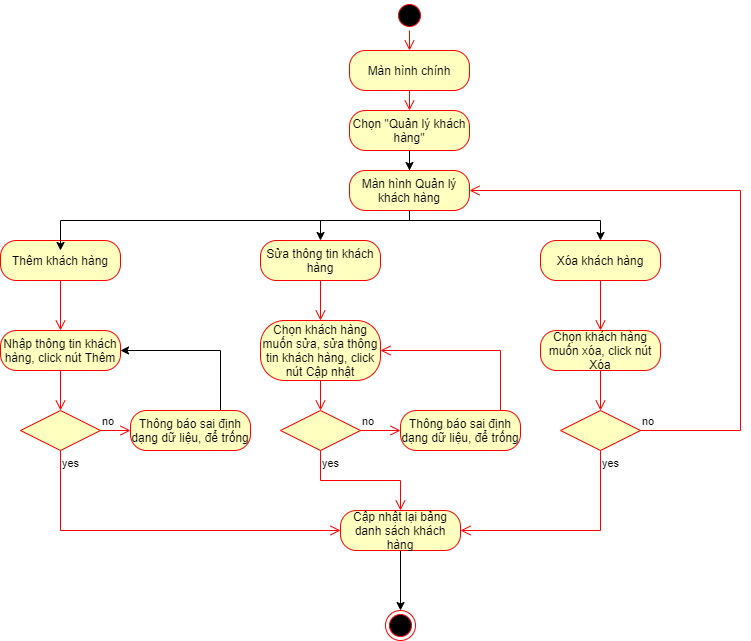 Màn hình chính
Chọn "Quản lý khách
hàng"
Màn hình Quản lý
khách hàng
Thêm khách hàng
Sửa thông tin khách
hàng
Xóa khách hàng
Nhập thông tin khách
hàng, click nút Thêm
Chọn khách hàng
muốn sửa, sửa thông
tin khách hàng, click
nút Cập nhật
Chọn khách hàng
muốn xóa, click nút
Xóa
no
Thông báo sai định
dạng dữ liệu, để trống
no
Thông báo sai định
dạng dữ liệu, để trống
no
yes
yes
yes
Cập nhật lại bảng
danh sách khách
hàng